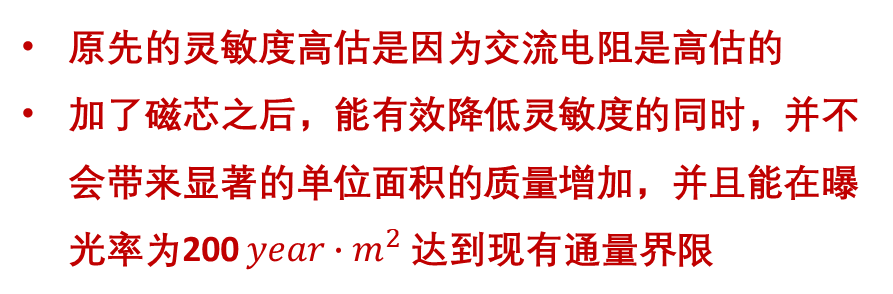 • 原先的灵敏度高估是因为交流电阻是高估的
• 加了磁芯之后，能有效降低灵敏度的同时，并不
会带来显著的单位面积的质量增加，并且能在曝
光率为200 year · m² 达到现有通量界限